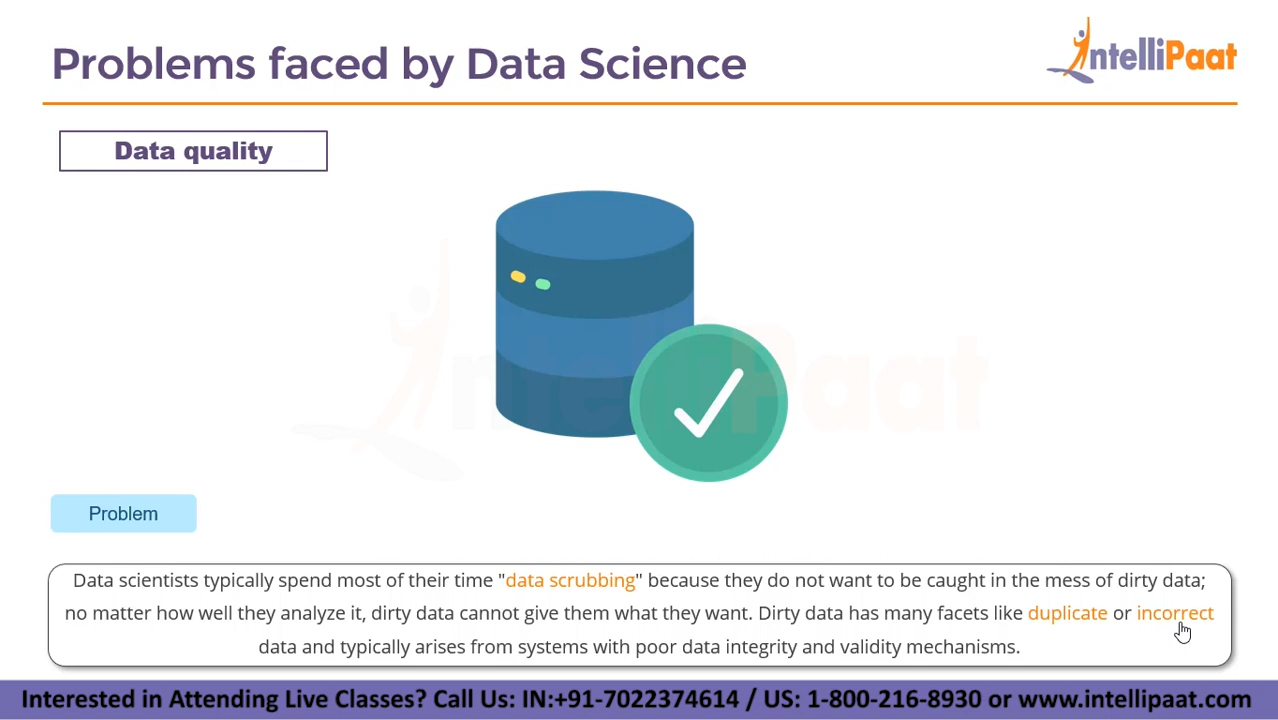 Problems faced by Data Science
IntelliPaat
Data quality
IntelliPaat
Problem
Data scientists typically spend most of their time "data scrubbing" because they do not want to be caught in the mess of dirty data;
no matter how well they analyze it, dirty data cannot give them what they want. Dirty data has many facets like duplicate or incorrect
data and typically arises from systems with poor data integrity and validity mechanisms.
Interested in Attending Live Classes? Call Us: IN:+91-7022374614 / US: 1-800-216-8930 or www.intellipaat.com